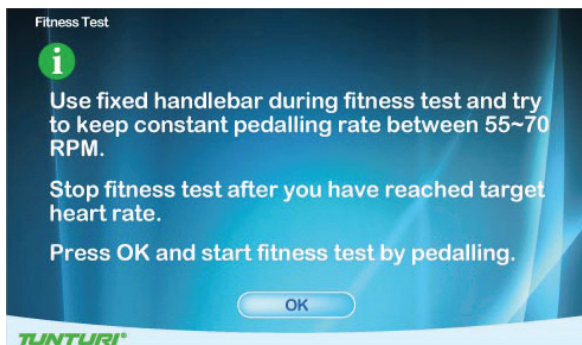 Fitness Test
i
Use fixed handlebar during fitness test and try
to keep constant pedalling rate between 55~70
RPM.
Stop fitness test after you have reached target
heart rate.
Press OK and start fitness test by pedalling.
OK
TUNTURI®